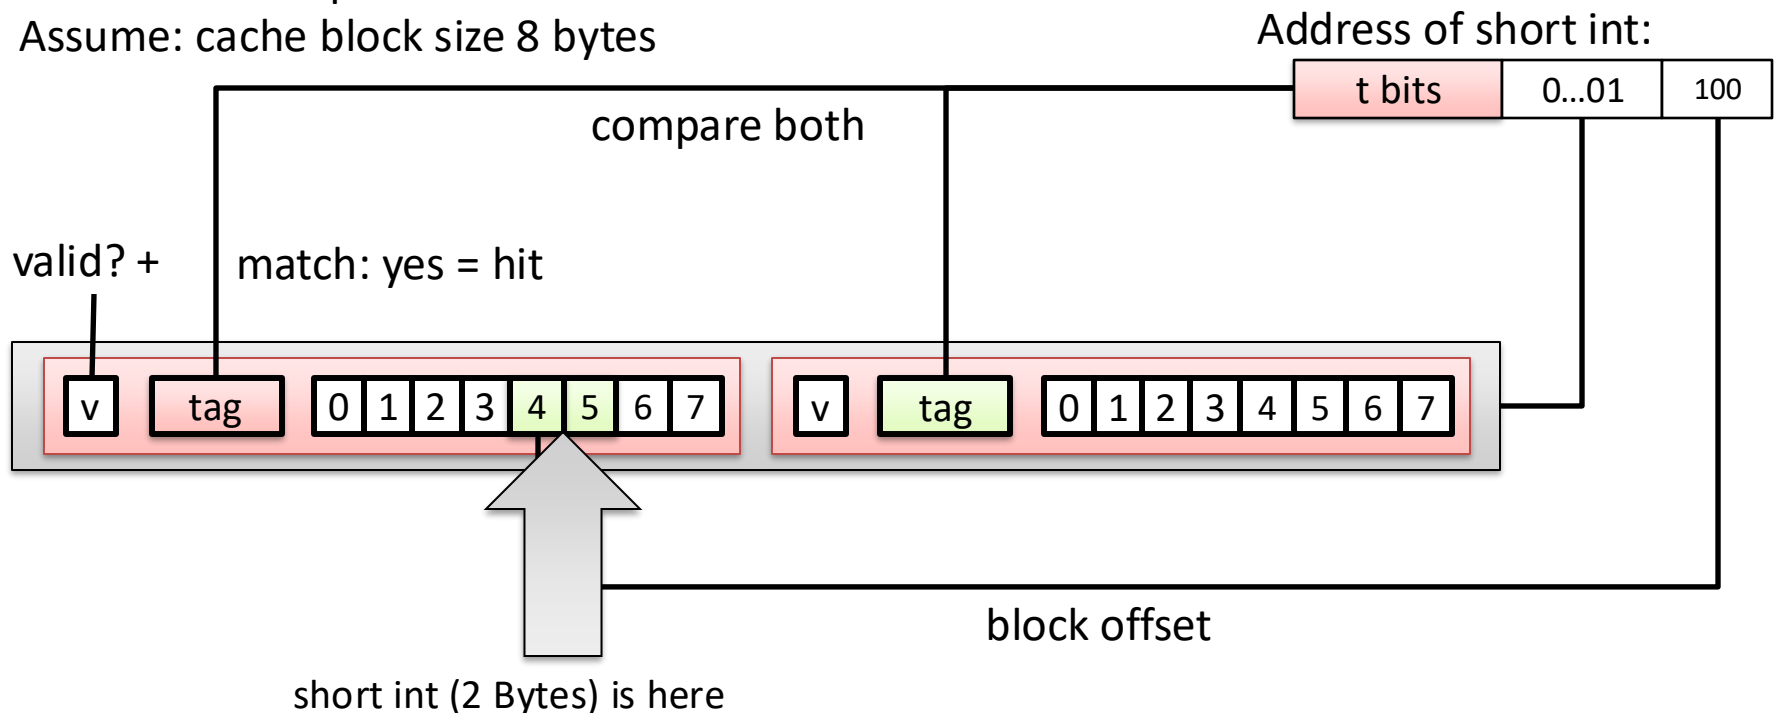 Assume: cache block size 8 bytes
Address of short int:
t bits 0...01 100
compare both
valid? + match: yes = hit
v tag 0 1 2 3 4 5 6 7 v tag 0 1 2 3 4 5 6 7
block offset
short int (2 Bytes) is here